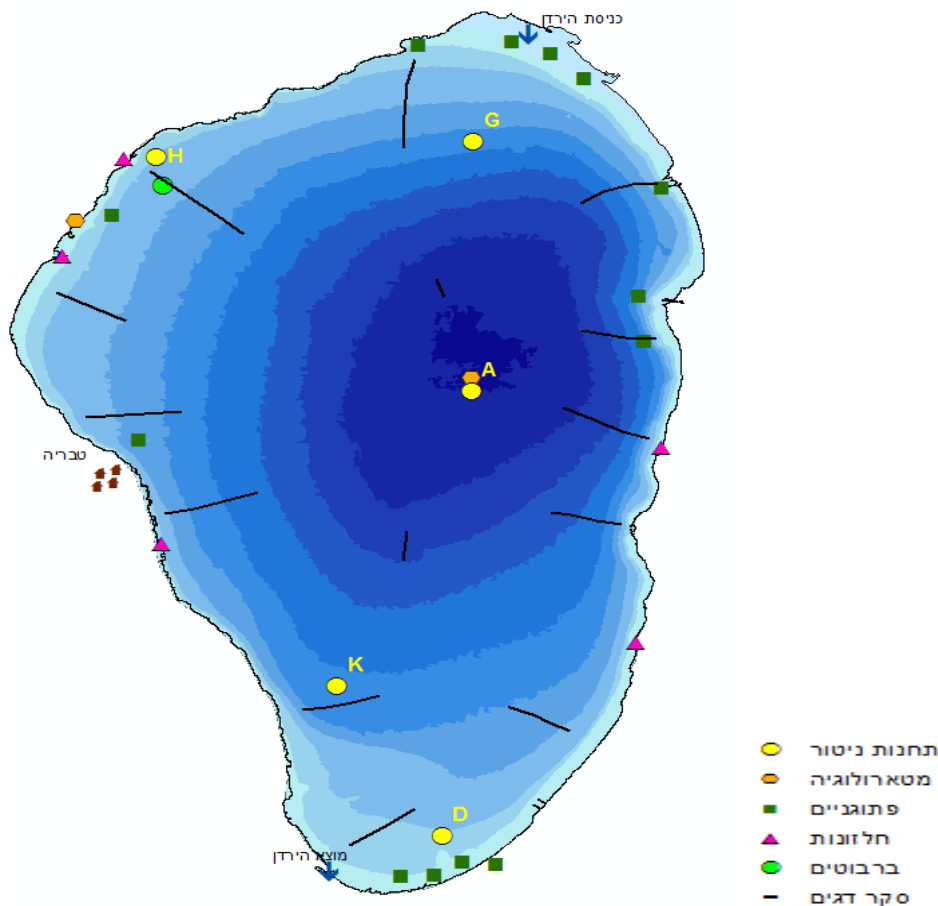 כניסת הירדן
G
H
A
טבריה
K
D
מוצא הירדן
תחנות ניטור
מטארולוגיה
פתוגניים
חלזונות
ברבוטים
סקר דגים